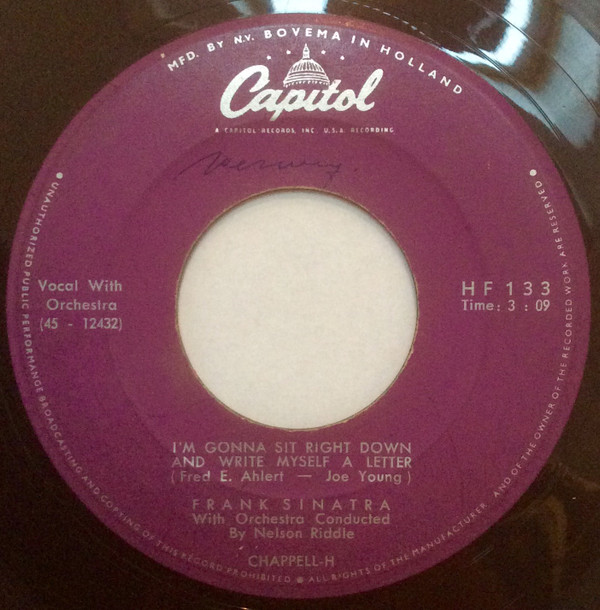 MFD. BY N.V. BOVEMA IN HOLLAND
Capitol
A CAPITOL RECORDS, INC. U.S.A. RECORDING
Vocal With
Orchestra
(45 - 12432)
HF 133
Time: 3 : 09
I'M GONNA SIT RIGHT DOWN
AND WRITE MYSELF A LETTER
(Fred E. Ahlert — Joe Young)
FRANK SINATRA
With Orchestra Conducted
By Nelson Riddle
CHAPPELL-H
• UNAUTHORIZED PUBLIC PERFORMANCE BROADCASTING AND COPYING OF THIS RECORD PROHIBITED • ALL RIGHTS OF THE MANUFACTURER AND OF THE OWNER OF THE RECORDED WORK ARE RESERVED •